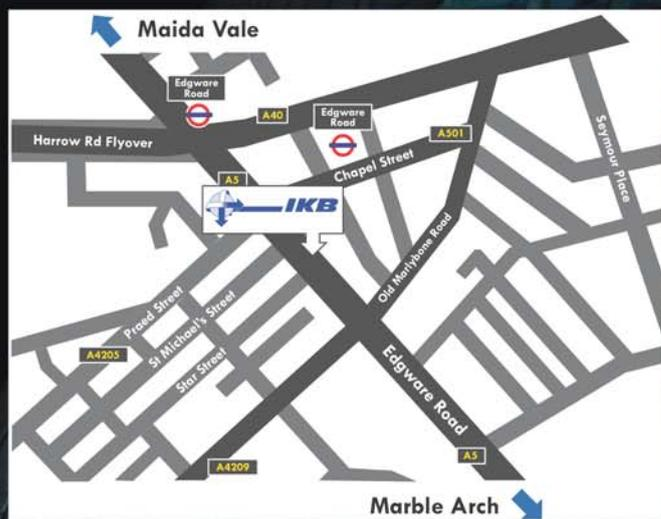 Maida Vale
Edgware
Road
A40
Edgware
Road
A501
Harrow Rd Flyover
Chapel Street
Seymour Place
A5
IKB
Old Marlybone Road
Praed Street
St Michael's Street
Star Street
A4205
Edgware Road
A4209
A5
Marble Arch